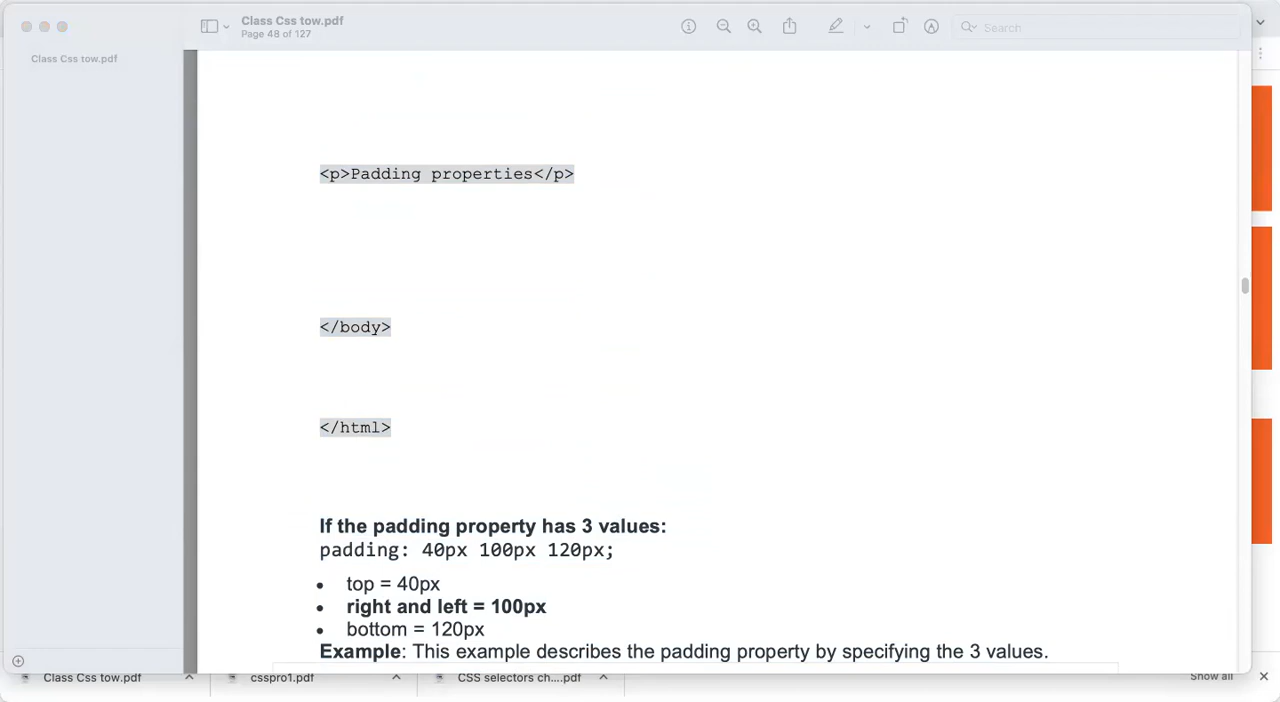 Class Css tow.pdf
Page 48 of 127
Search
Class Css tow.pdf
<p>Padding properties</p>
</body>
</html>
If the padding property has 3 values:
padding: 40px 100px 120px;
• top = 40px
• right and left = 100px
• bottom = 120px
Example: This example describes the padding property by specifying the 3 values.
Class Css tow.pdf
csspro1.pdf
CSS selectors ch....pdf
Show all